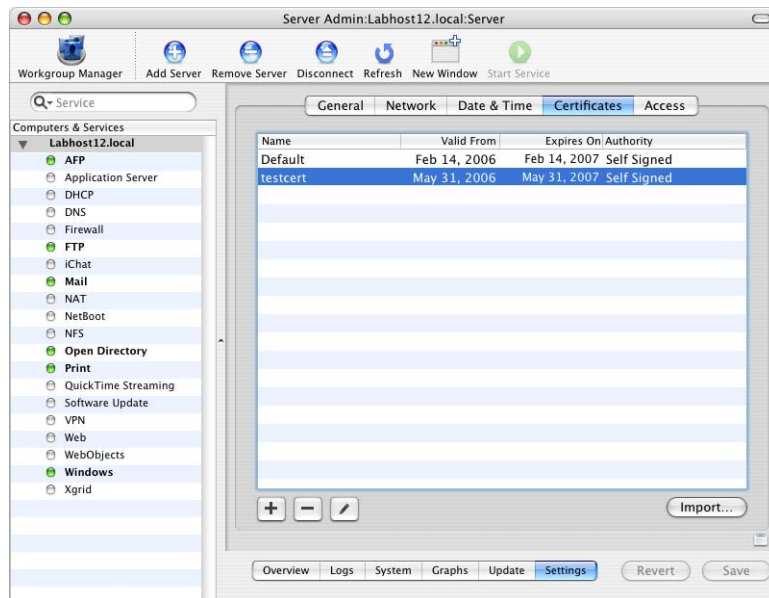 Server Admin:Labhost12.local:Server
Workgroup Manager Add Server Remove Server Disconnect Refresh New Window Start Service
Service
General Network Date & Time Certificates Access
Computers & Services
Labhost12.local
AFP
Application Server
DHCP
DNS
Firewall
FTP
iChat
Mail
NAT
NetBoot
NFS
Open Directory
Print
QuickTime Streaming
Software Update
VPN
Web
WebObjects
Windows
Xgrid
Name Valid From Expires On Authority
Default Feb 14, 2006 Feb 14, 2007 Self Signed
testcert May 31, 2006 May 31, 2007 Self Signed
Import...
Overview Logs System Graphs Update Settings Revert Save